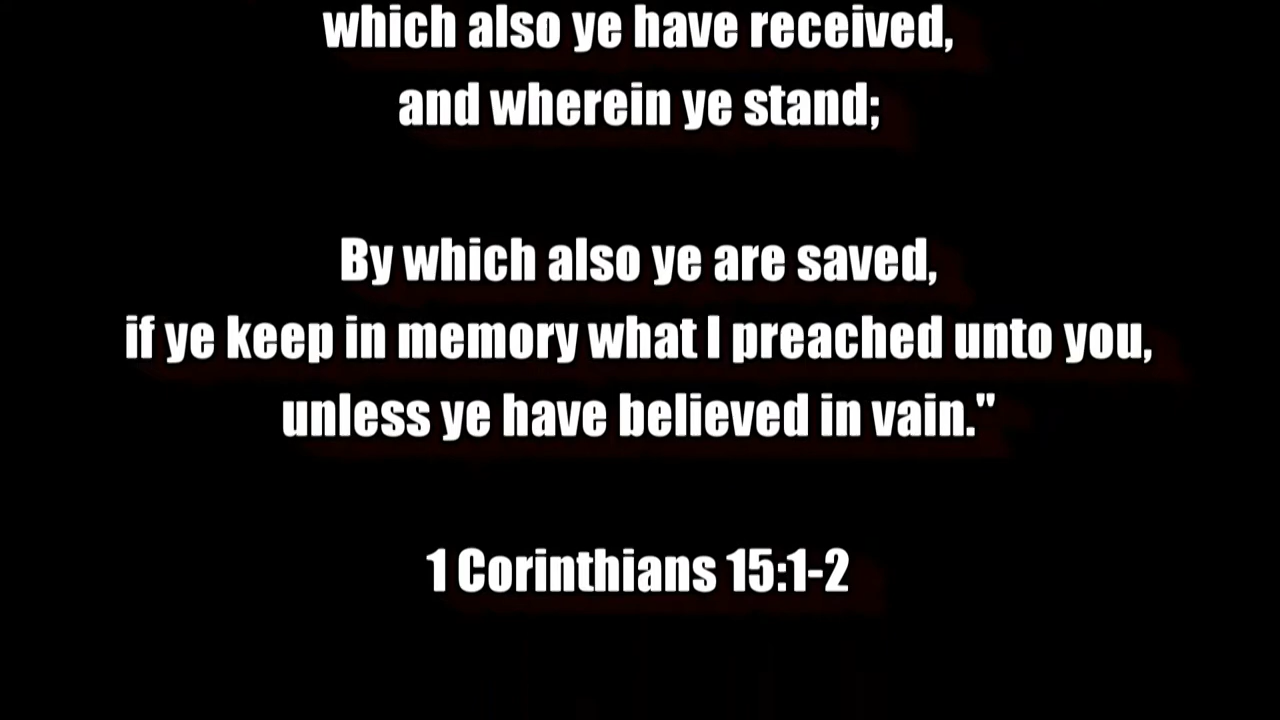 which also ye have received,
and wherein ye stand;
By which also ye are saved,
if ye keep in memory what I preached unto you,
unless ye have believed in vain."
1 Corinthians 15:1-2